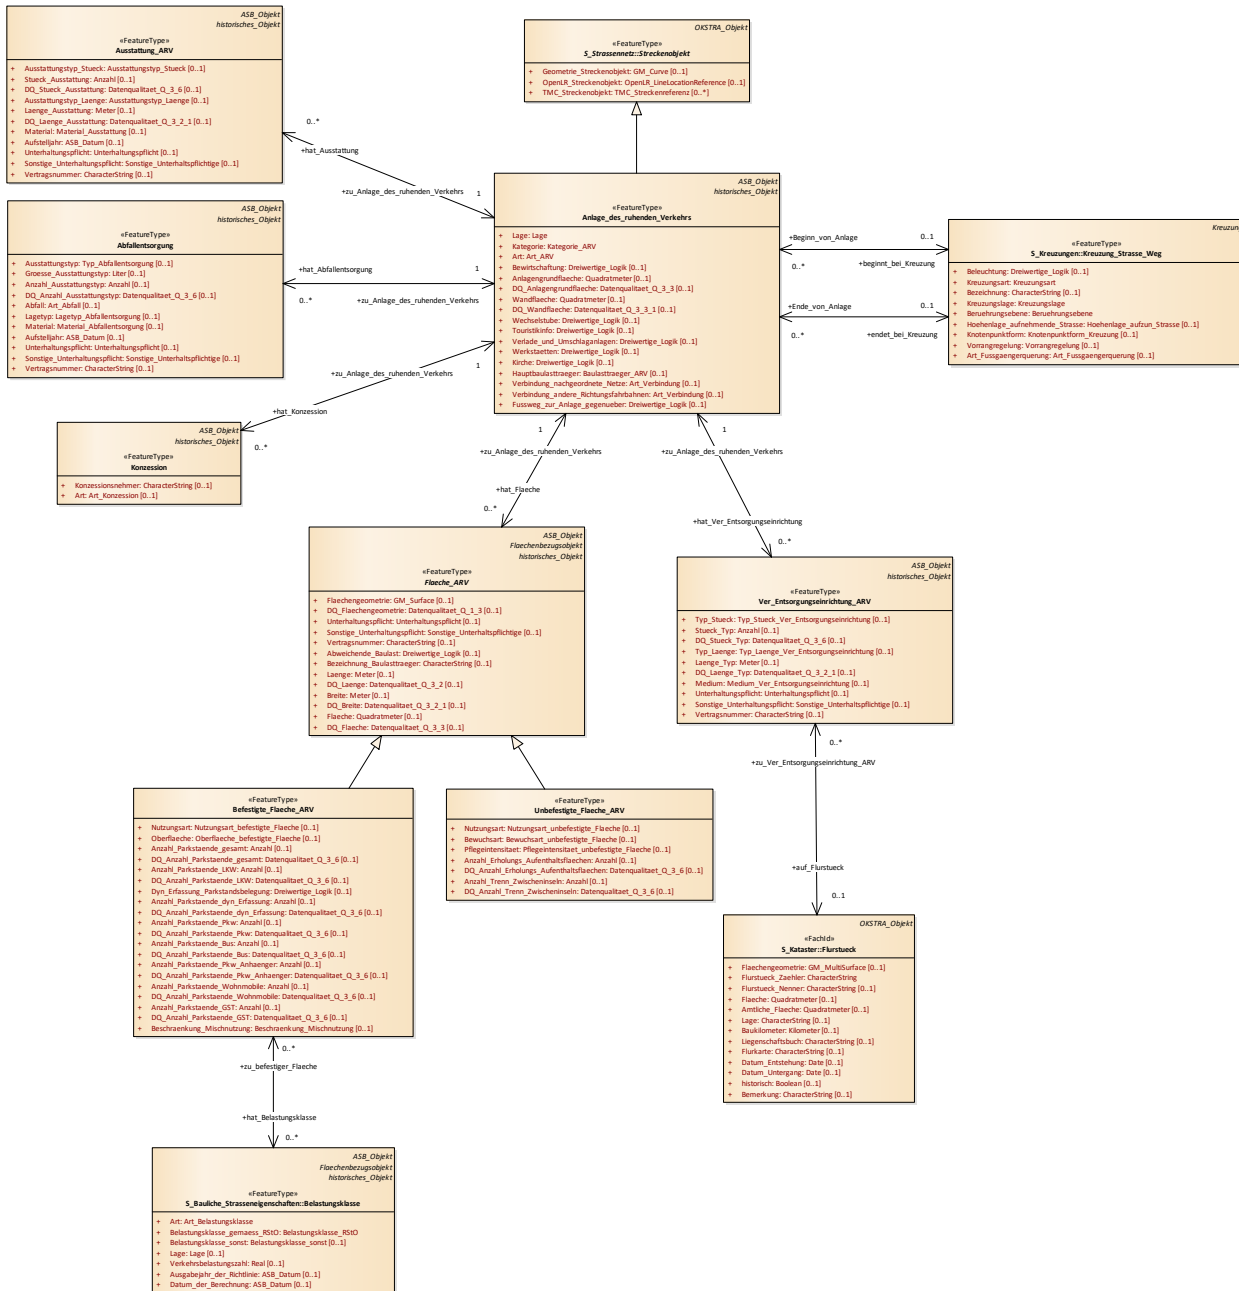 ASB_Objekt
historisches_Objekt
«FeatureType»
Ausstattung_ARV
+ Ausstattungstyp_Stueck: Ausstattungstyp_Stueck [0..1]
+ Stueck_Ausstattung: Anzahl [0..1]
+ DQ_Stueck_Ausstattung: Datenqualitaet_Q_3_6 [0..1]
+ Ausstattungstyp_Laenge: Ausstattungstyp_Laenge [0..1]
+ Laenge_Ausstattung: Meter [0..1]
+ DQ_Laenge_Ausstattung: Datenqualitaet_Q_3_2_1 [0..1]
+ Material: Material_Ausstattung [0..1]
+ Aufstelljahr: ASB_Datum [0..1]
+ Unterhaltungspflicht: Unterhaltungspflicht [0..1]
+ Sonstige_Unterhaltungspflicht: Sonstige_Unterhaltspflichtige [0..1]
+ Vertragsnummer: CharacterString [0..1]
OKSTRA_Objekt
«FeatureType»
S_Strassennetz::Streckenobjekt
+ Geometrie_Streckenobjekt: GM_Curve [0..1]
+ OpenLR_Streckenobjekt: OpenLR_LineLocationReference [0..1]
+ TMC_Streckenobjekt: TMC_Streckenreferenz [0..*]
0..*
+hat_Ausstattung
+zu_Anlage_des_ruhenden_Verkehrs
1
ASB_Objekt
historisches_Objekt
«FeatureType»
Abfallentsorgung
+ Ausstattungstyp: Typ_Abfallentsorgung [0..1]
+ Groesse_Ausstattungstyp: Liter [0..1]
+ Anzahl_Ausstattungstyp: Anzahl [0..1]
+ DQ_Anzahl_Ausstattungstyp: Datenqualitaet_Q_3_6 [0..1]
+ Abfall: Art_Abfall [0..1]
+ Lagetyp: Lagetyp_Abfallentsorgung [0..1]
+ Material: Material_Abfallentsorgung [0..1]
+ Aufstelljahr: ASB_Datum [0..1]
+ Unterhaltungspflicht: Unterhaltungspflicht [0..1]
+ Sonstige_Unterhaltungspflicht: Sonstige_Unterhaltspflichtige [0..1]
+ Vertragsnummer: CharacterString [0..1]
+hat_Abfallentsorgung
1
0..*
+zu_Anlage_des_ruhenden_Verkehrs
ASB_Objekt
historisches_Objekt
«FeatureType»
Anlage_des_ruhenden_Verkehrs
+ Lage: Lage
+ Kategorie: Kategorie_ARV
+ Art: Art_ARV
+ Bewirtschaftung: Dreiwertige_Logik [0..1]
+ Anlagengrundflaeche: Quadratmeter [0..1]
+ DQ_Anlagengrundflaeche: Datenqualitaet_Q_3_3 [0..1]
+ Wandflaeche: Quadratmeter [0..1]
+ DQ_Wandflaeche: Datenqualitaet_Q_3_3_1 [0..1]
+ Wechselstube: Dreiwertige_Logik [0..1]
+ Touristikinfo: Dreiwertige_Logik [0..1]
+ Verlade_und_Umschlaganlagen: Dreiwertige_Logik [0..1]
+ Werkstaetten: Dreiwertige_Logik [0..1]
+ Kirche: Dreiwertige_Logik [0..1]
+ Hauptbaulasttraeger: Baulasttraeger_ARV [0..1]
+ Verbindung_nachgeordnete_Netze: Art_Verbindung [0..1]
+ Verbindung_andere_Richtungsfahrbahnen: Art_Verbindung [0..1]
+ Fussweg_zur_Anlage_gegenueber: Dreiwertige_Logik [0..1]
+Beginn_von_Anlage
0..1
0..*
+beginnt_bei_Kreuzung
+Ende_von_Anlage
0..1
0..*
+endet_bei_Kreuzung
Kreuzung
«FeatureType»
S_Kreuzungen::Kreuzung_Strasse_Weg
+ Beleuchtung: Dreiwertige_Logik [0..1]
+ Kreuzungsart: Kreuzungsart
+ Bezeichnung: CharacterString [0..1]
+ Kreuzungslage: Kreuzungslage
+ Beruehrungsebene: Beruehrungsebene
+ Hoehenlage_aufnehmende_Strasse: Hoehenlage_aufzun_Strasse [0..1]
+ Knotenpunktform: Knotenpunktform_Kreuzung [0..1]
+ Vorrangregelung: Vorrangregelung [0..1]
+ Art_Fussgaengerquerung: Art_Fussgaengerquerung [0..1]
1
+zu_Anlage_des_ruhenden_Verkehrs
+hat_Konzession
0..*
ASB_Objekt
historisches_Objekt
«FeatureType»
Konzession
+ Konzessionsnehmer: CharacterString [0..1]
+ Art: Art_Konzession [0..1]
1
+zu_Anlage_des_ruhenden_Verkehrs
+hat_Flaeche
0..*
1
+zu_Anlage_des_ruhenden_Verkehrs
+hat_Ver_Entsorgungseinrichtung
0..*
ASB_Objekt
Flaechenbezugsobjekt
historisches_Objekt
«FeatureType»
Flaeche_ARV
+ Flaechengeometrie: GM_Surface [0..1]
+ DQ_Flaechengeometrie: Datenqualitaet_Q_1_3 [0..1]
+ Unterhaltungspflicht: Unterhaltungspflicht [0..1]
+ Sonstige_Unterhaltungspflicht: Sonstige_Unterhaltspflichtige [0..1]
+ Vertragsnummer: CharacterString [0..1]
+ Abweichende_Baulast: Dreiwertige_Logik [0..1]
+ Bezeichnung_Baulasttraeger: CharacterString [0..1]
+ Laenge: Meter [0..1]
+ DQ_Laenge: Datenqualitaet_Q_3_2 [0..1]
+ Breite: Meter [0..1]
+ DQ_Breite: Datenqualitaet_Q_3_2_1 [0..1]
+ Flaeche: Quadratmeter [0..1]
+ DQ_Flaeche: Datenqualitaet_Q_3_3 [0..1]
ASB_Objekt
historisches_Objekt
«FeatureType»
Ver_Entsorgungseinrichtung_ARV
+ Typ_Stueck: Typ_Stueck_Ver_Entsorgungseinrichtung [0..1]
+ Stueck_Typ: Anzahl [0..1]
+ DQ_Stueck_Typ: Datenqualitaet_Q_3_6 [0..1]
+ Typ_Laenge: Typ_Laenge_Ver_Entsorgungseinrichtung [0..1]
+ Laenge_Typ: Meter [0..1]
+ DQ_Laenge_Typ: Datenqualitaet_Q_3_2_1 [0..1]
+ Medium: Medium_Ver_Entsorgungseinrichtung [0..1]
+ Unterhaltungspflicht: Unterhaltungspflicht [0..1]
+ Sonstige_Unterhaltungspflicht: Sonstige_Unterhaltspflichtige [0..1]
+ Vertragsnummer: CharacterString [0..1]
0..*
+zu_Ver_Entsorgungseinrichtung_ARV
+auf_Flurstueck
0..1
«FeatureType»
Befestigte_Flaeche_ARV
+ Nutzungsart: Nutzungsart_befestigte_Flaeche [0..1]
+ Oberflaeche: Oberflaeche_befestigte_Flaeche [0..1]
+ Anzahl_Parkstaende_gesamt: Anzahl [0..1]
+ DQ_Anzahl_Parkstaende_gesamt: Datenqualitaet_Q_3_6 [0..1]
+ Anzahl_Parkstaende_LKW: Anzahl [0..1]
+ DQ_Anzahl_Parkstaende_LKW: Datenqualitaet_Q_3_6 [0..1]
+ Dyn_Erfassung_Parkstandsbelegung: Dreiwertige_Logik [0..1]
+ Anzahl_Parkstaende_dyn_Erfassung: Anzahl [0..1]
+ DQ_Anzahl_Parkstaende_dyn_Erfassung: Datenqualitaet_Q_3_6 [0..1]
+ Anzahl_Parkstaende_Pkw: Anzahl [0..1]
+ DQ_Anzahl_Parkstaende_Pkw: Datenqualitaet_Q_3_6 [0..1]
+ Anzahl_Parkstaende_Bus: Anzahl [0..1]
+ DQ_Anzahl_Parkstaende_Bus: Datenqualitaet_Q_3_6 [0..1]
+ Anzahl_Parkstaende_Pkw_Anhaenger: Anzahl [0..1]
+ DQ_Anzahl_Parkstaende_Pkw_Anhaenger: Datenqualitaet_Q_3_6 [0..1]
+ Anzahl_Parkstaende_Wohnmobile: Anzahl [0..1]
+ DQ_Anzahl_Parkstaende_Wohnmobile: Datenqualitaet_Q_3_6 [0..1]
+ Anzahl_Parkstaende_GST: Anzahl [0..1]
+ DQ_Anzahl_Parkstaende_GST: Datenqualitaet_Q_3_6 [0..1]
+ Beschraenkung_Mischnutzung: Beschraenkung_Mischnutzung [0..1]
«FeatureType»
Unbefestigte_Flaeche_ARV
+ Nutzungsart: Nutzungsart_unbefestigte_Flaeche [0..1]
+ Bewuchsart: Bewuchsart_unbefestigte_Flaeche [0..1]
+ Pflegeintensitaet: Pflegeintensitaet_unbefestigte_Flaeche [0..1]
+ Anzahl_Erholungs_Aufenthaltsflaechen: Anzahl [0..1]
+ DQ_Anzahl_Erholungs_Aufenthaltsflaechen: Datenqualitaet_Q_3_6 [0..1]
+ Anzahl_Trenn_Zwischeninseln: Anzahl [0..1]
+ DQ_Anzahl_Trenn_Zwischeninseln: Datenqualitaet_Q_3_6 [0..1]
OKSTRA_Objekt
«FachId»
S_Kataster::Flurstueck
+ Flaechengeometrie: GM_MultiSurface [0..1]
+ Flurstueck_Zaehler: CharacterString
+ Flurstueck_Nenner: CharacterString [0..1]
+ Flaeche: Quadratmeter [0..1]
+ Amtliche_Flaeche: Quadratmeter [0..1]
+ Lage: CharacterString [0..1]
+ Baukilometer: Kilometer [0..1]
+ Liegenschaftsbuch: CharacterString [0..1]
+ Flurkarte: CharacterString [0..1]
+ Datum_Entstehung: Date [0..1]
+ Datum_Untergang: Date [0..1]
+ historisch: Boolean [0..1]
+ Bemerkung: CharacterString [0..1]
0..*
+zu_befestiger_Flaeche
+hat_Belastungsklasse
0..*
ASB_Objekt
Flaechenbezugsobjekt
historisches_Objekt
«FeatureType»
S_Bauliche_Strasseneigenschaften::Belastungsklasse
+ Art: Art_Belastungsklasse
+ Belastungsklasse_gemaess_RStO: Belastungsklasse_RStO
+ Belastungsklasse_sonst: Belastungsklasse_sonst [0..1]
+ Lage: Lage [0..1]
+ Verkehrsbelastungszahl: Real [0..1]
+ Ausgabejahr_der_Richtlinie: ASB_Datum [0..1]
+ Datum_der_Berechnung: ASB_Datum [0..1]